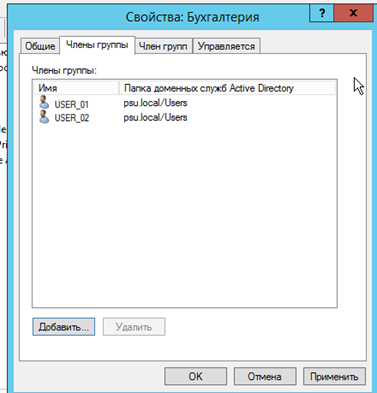 Свойства: Бухгалтерия
? x
Общие Члены группы Член групп Управляется
Члены группы:
Имя Папка доменных служб Active Directory
USER_01 psu.local/Users
USER_02 psu.local/Users
Добавить... Удалить
OK Отмена Применить